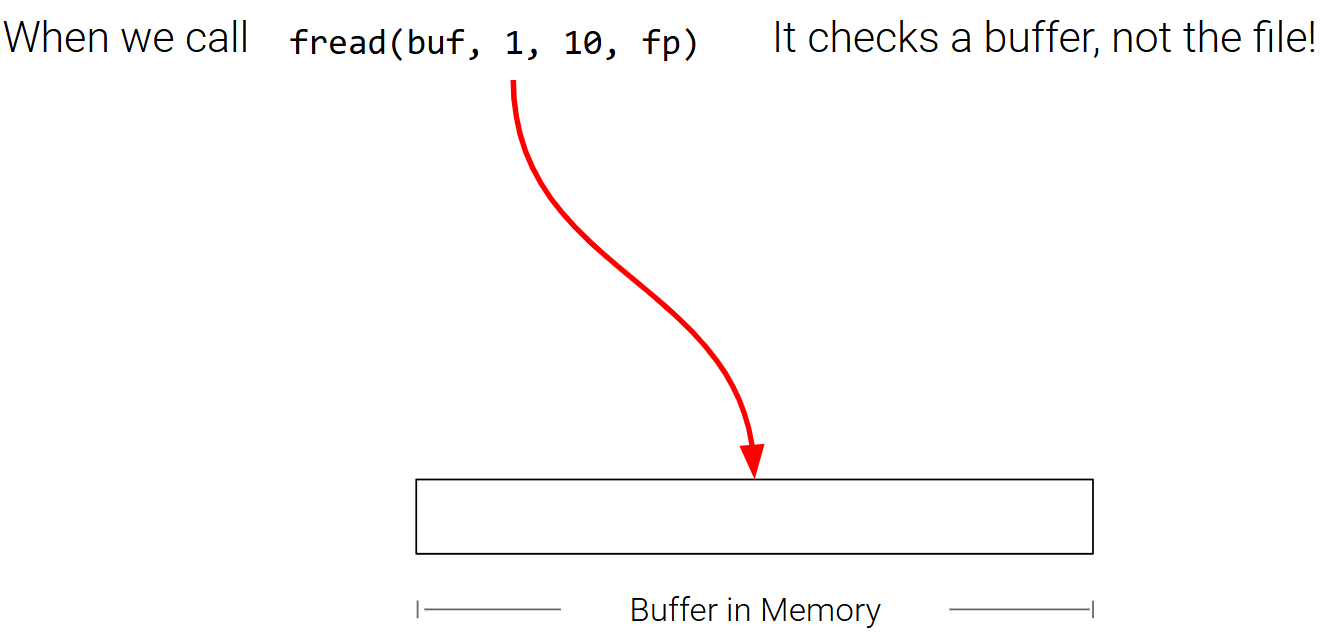 When we call fread(buf, 1, 10, fp) It checks a buffer, not the file!
Buffer in Memory